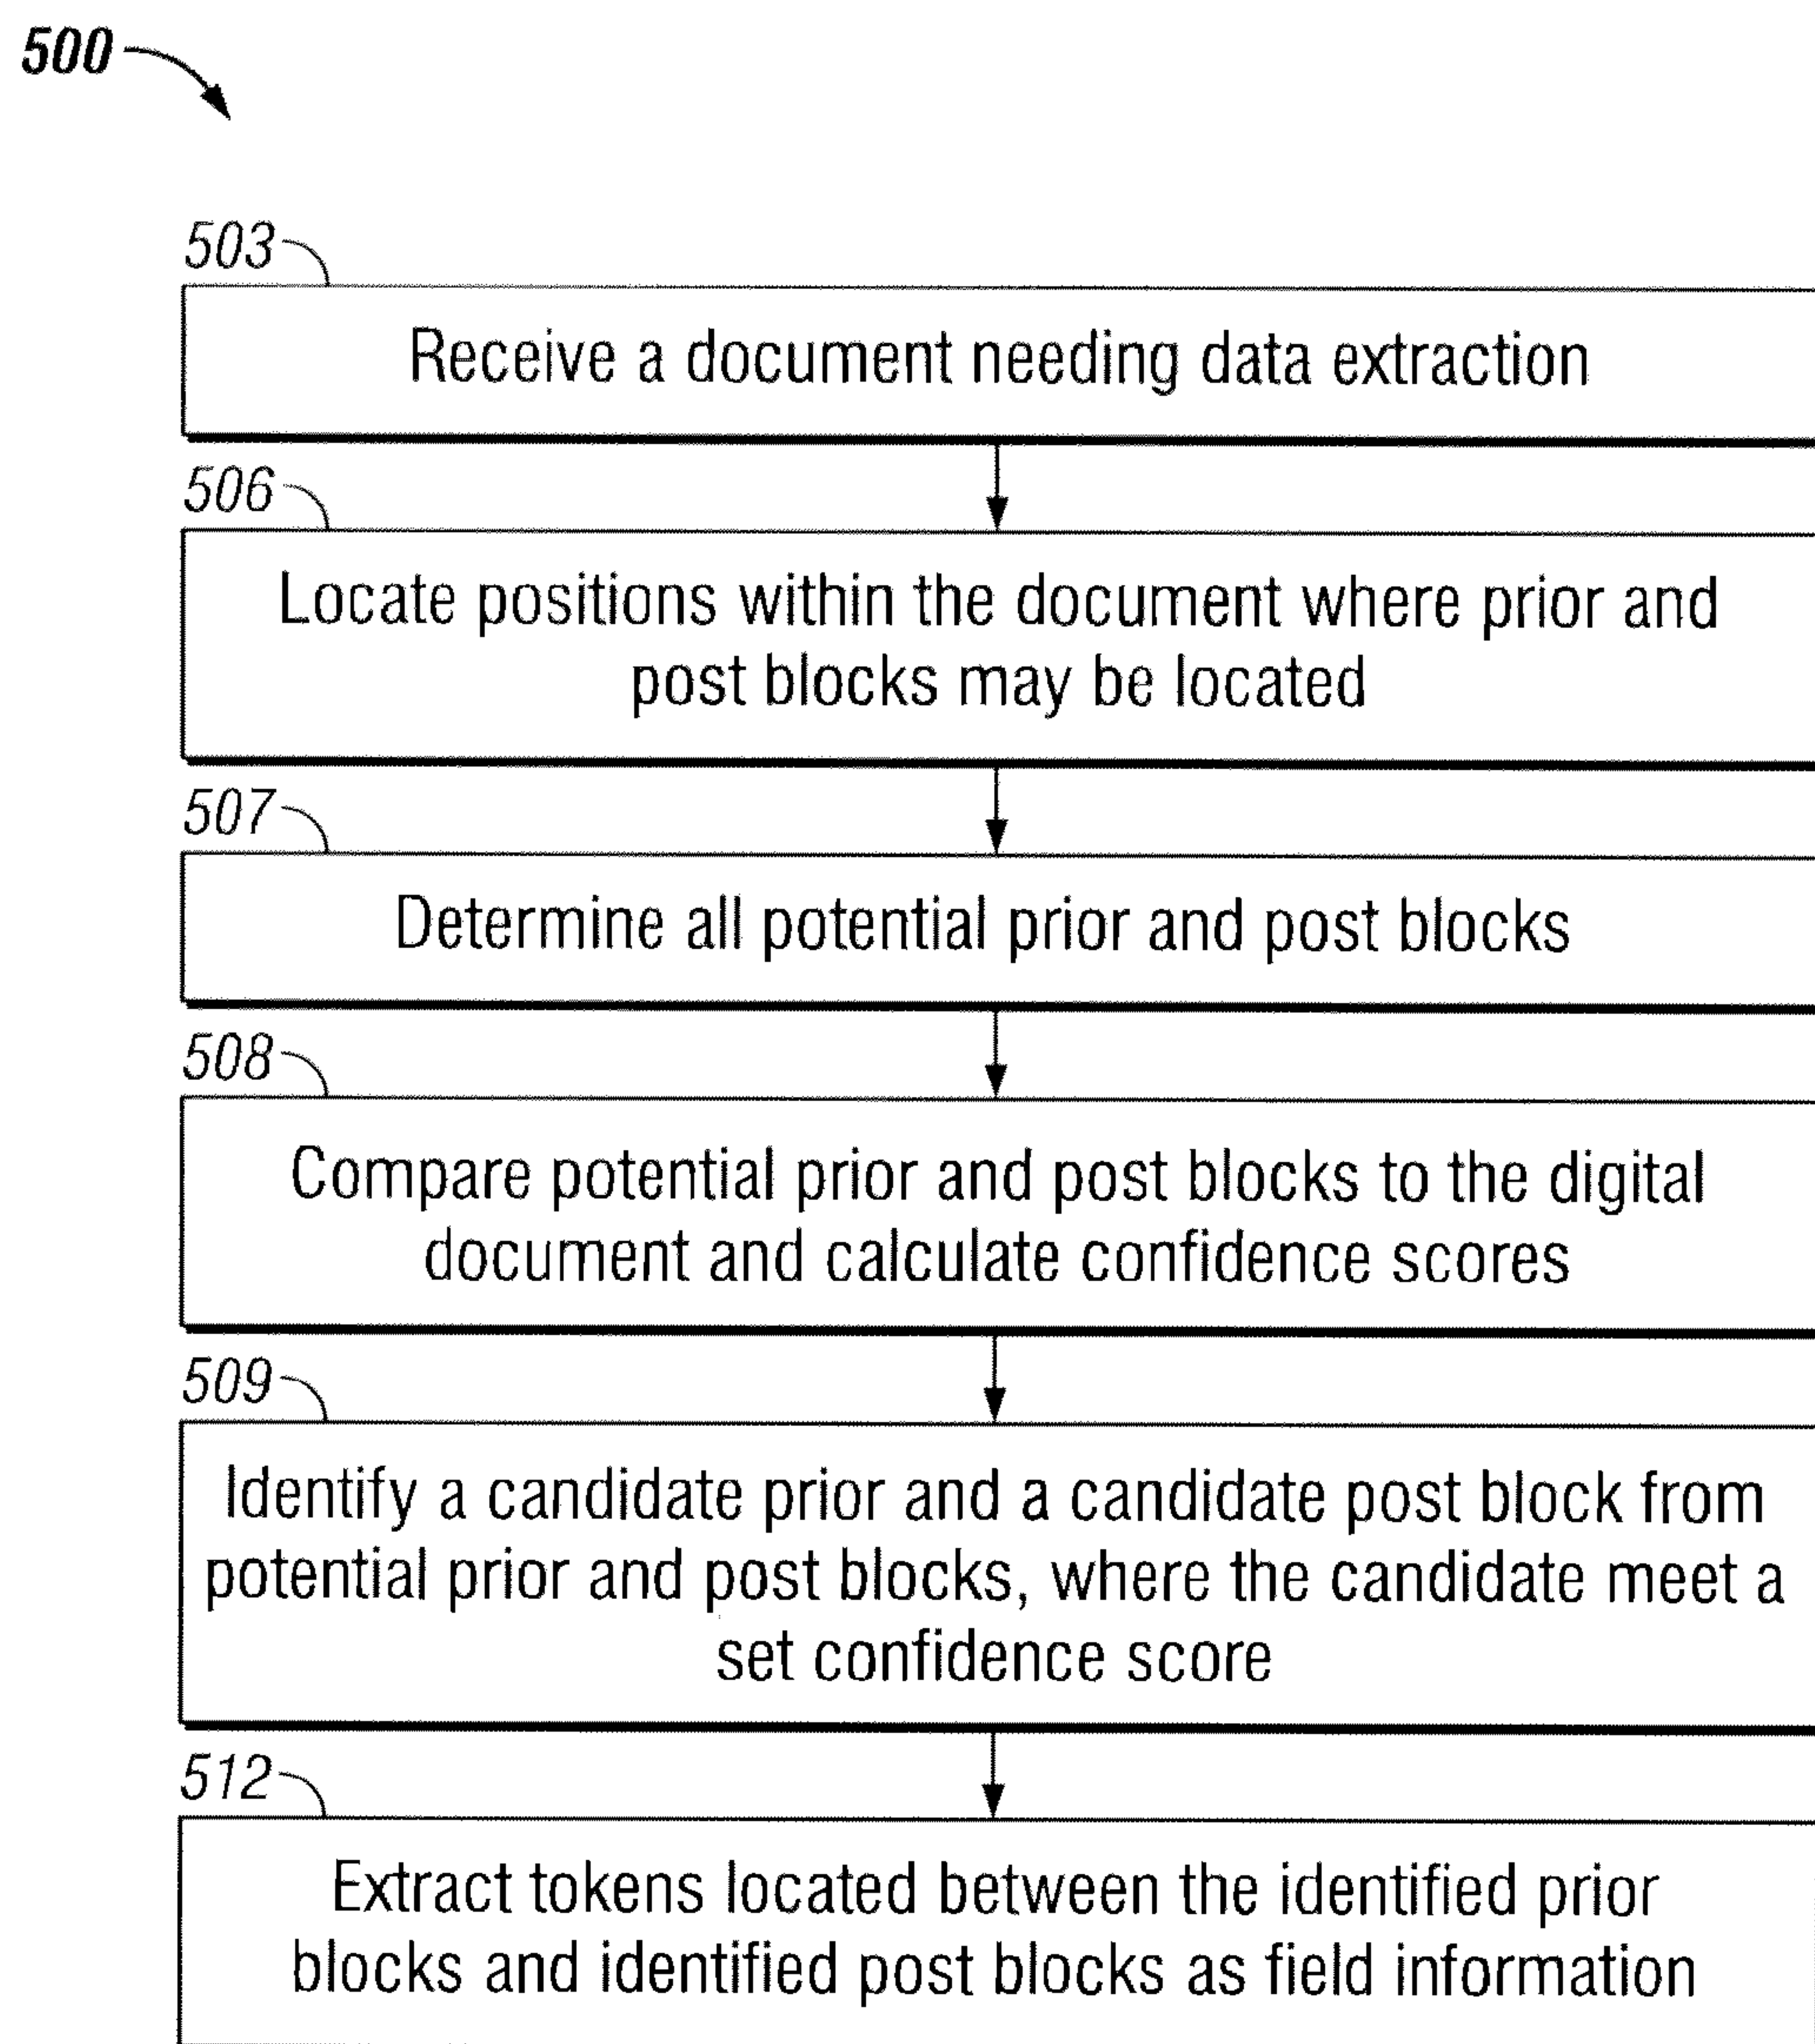 500
503
Receive a document needing data extraction
506
Locate positions within the document where prior and
post blocks may be located
507
Determine all potential prior and post blocks
508
Compare potential prior and post blocks to the digital
document and calculate confidence scores
509
Identify a candidate prior and a candidate post block from
potential prior and post blocks, where the candidate meet a
set confidence score
512
Extract tokens located between the identified prior
blocks and identified post blocks as field information